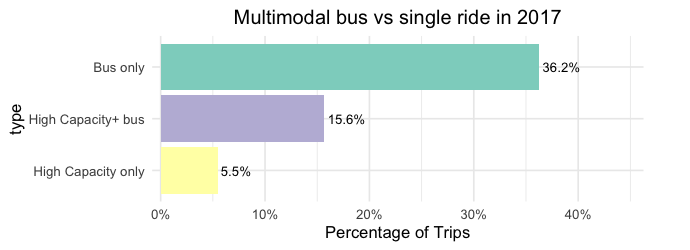 Multimodal bus vs single ride in 2017
type
Bus only
36.2%
High Capacity+ bus
15.6%
High Capacity only
5.5%
0%
10%
20%
30%
40%
Percentage of Trips